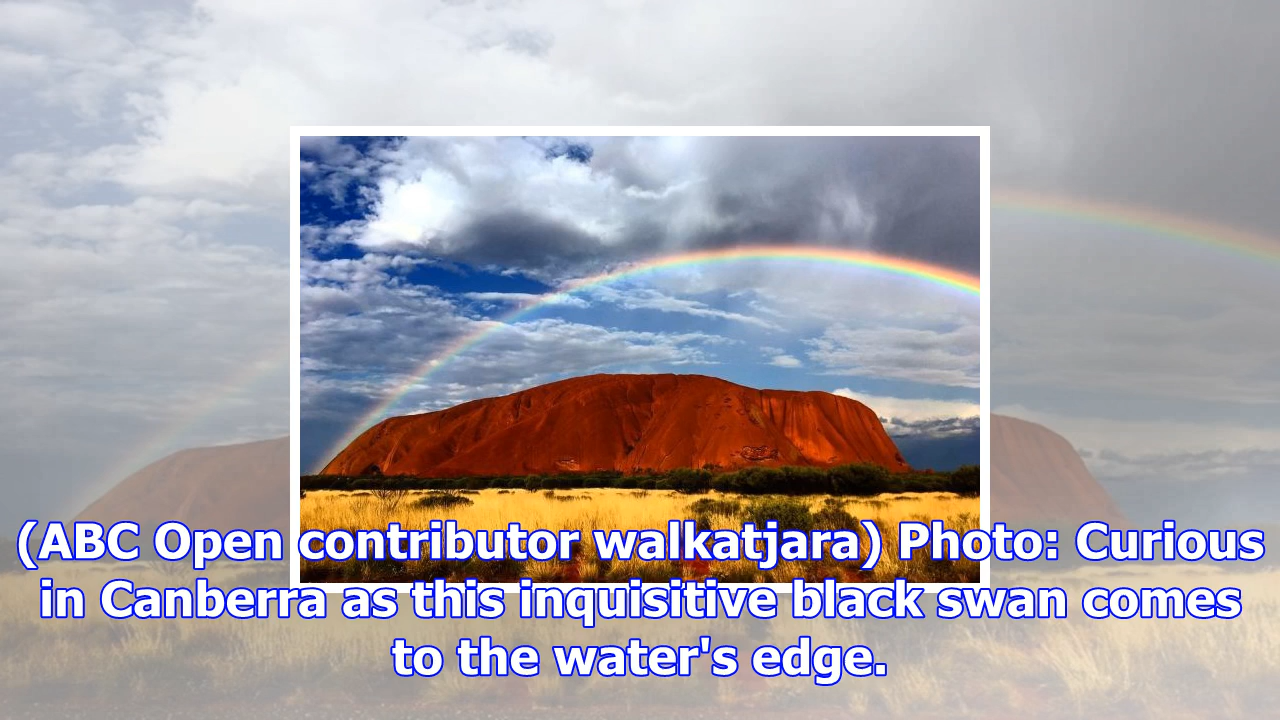 (ABC Open contributor walkatjara) Photo: Curious
in Canberra as this inquisitive black swan comes
to the water's edge.